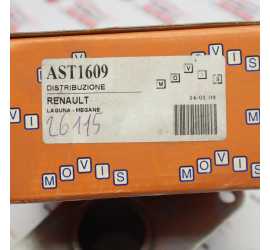 AST1609
MOVIS
DISTRIBUZIONE
RENAULT
LAGUNA - MEGANE
26115
MOVIS
MOVIS